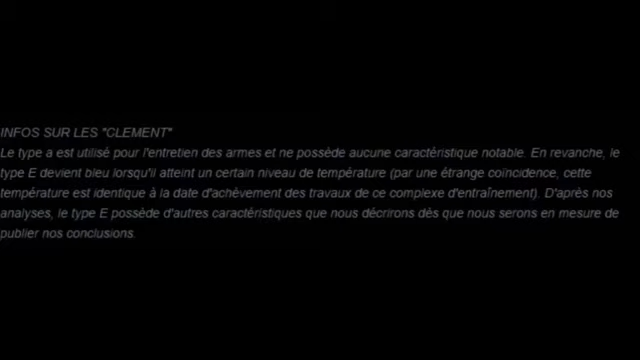 INFOS SUR LES "CLEMENT"
Le type a est utilisé pour l'entretien des armes et ne possède aucune caractéristique notable. En revanche, le
type E devient bleu lorsqu'il atteint un certain niveau de température (par une étrange coïncidence, cette
température est identique à la date d'achèvement des travaux de ce complexe d'entraînement). D'après nos
analyses, le type E possède d'autres caractéristiques que nous décrirons dès que nous serons en mesure de
publier nos conclusions.